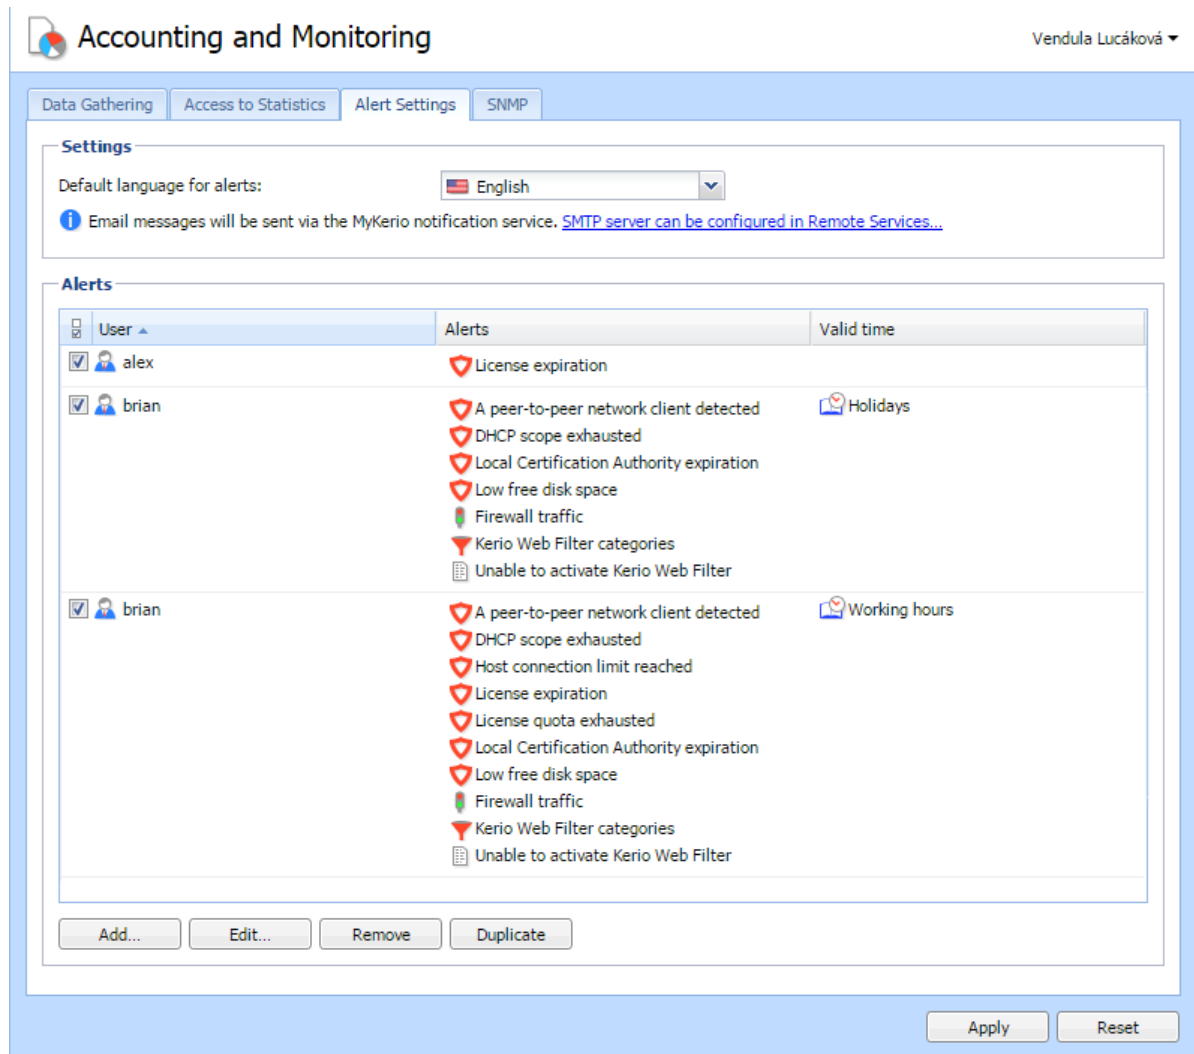 Accounting and Monitoring
Vendula Lucáková
Data Gathering
Access to Statistics
Alert Settings
SNMP
Settings
Default language for alerts:
English
Email messages will be sent via the MyKerio notification service. SMTP server can be configured in Remote Services...
Alerts
User
Alerts
Valid time
alex
License expiration
brian
A peer-to-peer network client detected
Holidays
DHCP scope exhausted
Local Certification Authority expiration
Low free disk space
Firewall traffic
Kerio Web Filter categories
Unable to activate Kerio Web Filter
brian
A peer-to-peer network client detected
Working hours
DHCP scope exhausted
Host connection limit reached
License expiration
License quota exhausted
Local Certification Authority expiration
Low free disk space
Firewall traffic
Kerio Web Filter categories
Unable to activate Kerio Web Filter
Add...
Edit...
Remove
Duplicate
Apply
Reset